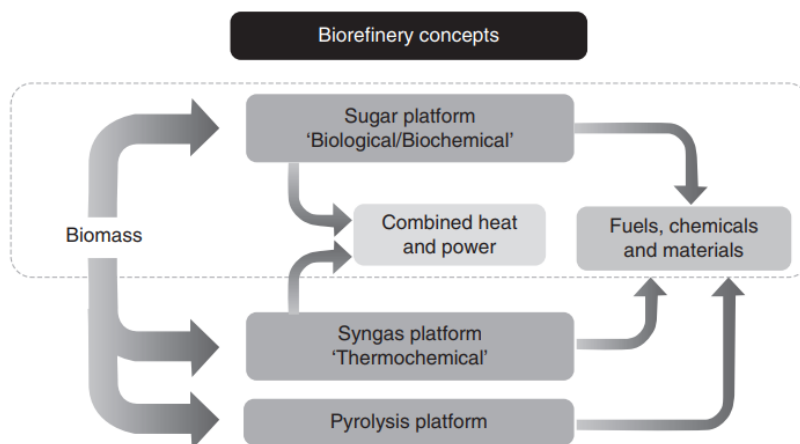 Biorefinery concepts
Sugar platform
‘Biological/Biochemical’
Biomass
Combined heat
and power
Fuels, chemicals
and materials
Syngas platform
‘Thermochemical’
Pyrolysis platform